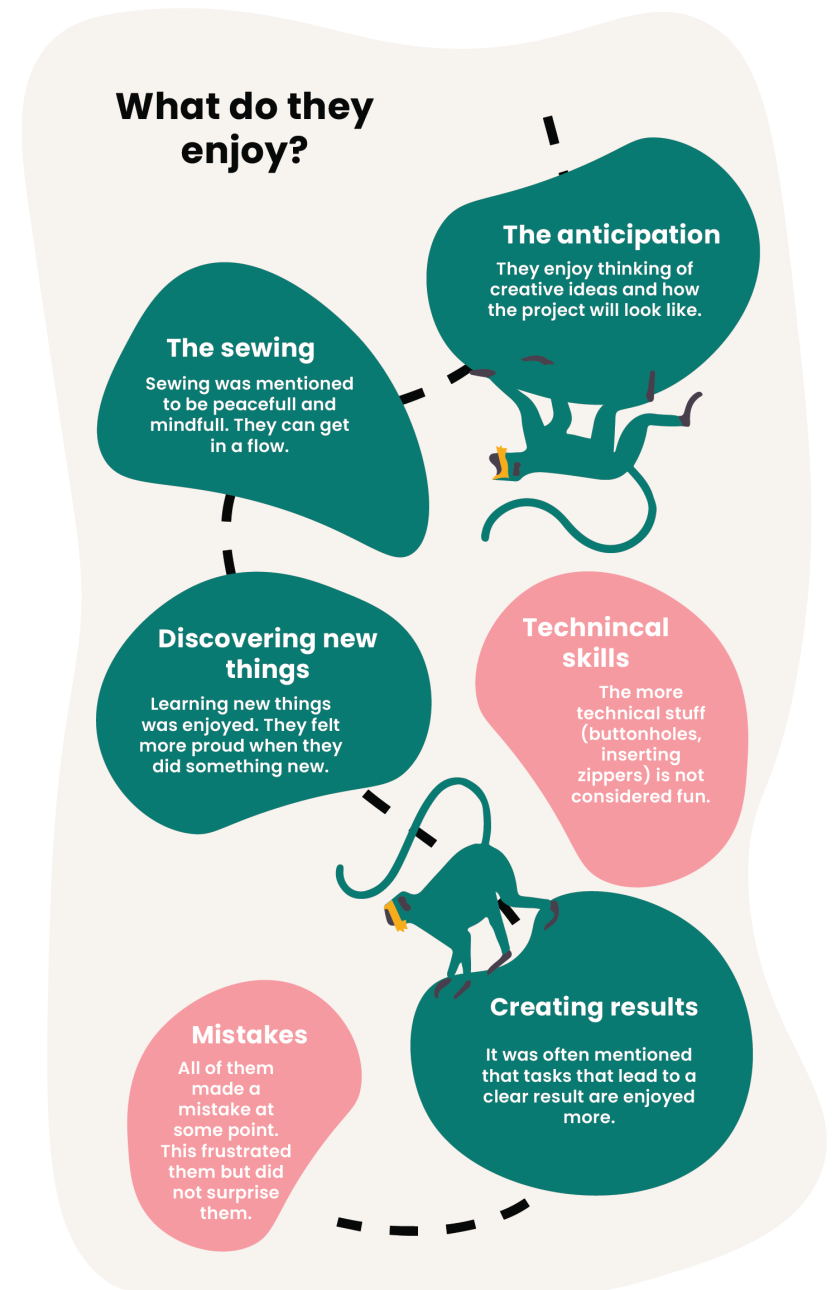 What do they
enjoy?
The anticipation
They enjoy thinking of
creative ideas and how
the project will look like.
The sewing
Sewing was mentioned
to be peacefull and
mindfull. They can get
in a flow.
Discovering new
things
Learning new things
was enjoyed. They felt
more proud when they
did something new.
Technincal
skills
The more
technical stuff
(buttonholes,
inserting
zippers) is not
considered fun.
Creating results
It was often mentioned
that tasks that lead to a
clear result are enjoyed
more.
Mistakes
All of them
made a
mistake at
some point.
This frustrated
them but did
not surprise
them.